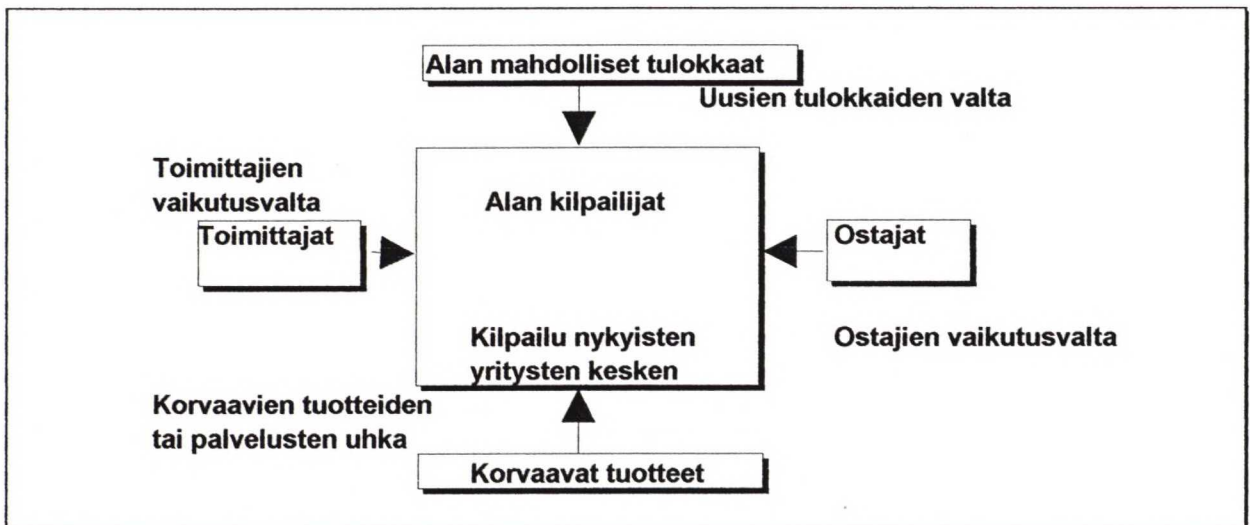 Alan mahdolliset tulokkaat
Uusien tulokkaiden valta
Toimittajien
vaikutusvalta
Toimittajat
Alan kilpailijat
Ostajat
Kilpailu nykyisten
yritysten kesken
Ostajien vaikutusvalta
Korvaavien tuotteiden
tai palvelusten uhka
Korvaavat tuotteet